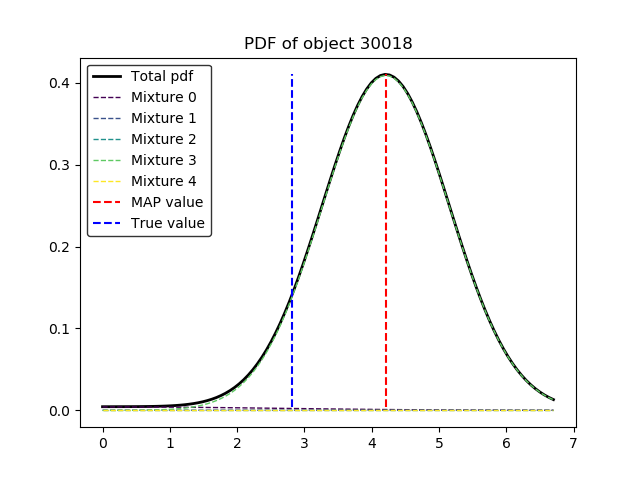 PDF of object 30018
Total pdf
Mixture 0
Mixture 1
Mixture 2
Mixture 3
Mixture 4
MAP value
True value
0.4
0.3
0.2
0.1
0.0
0 1 2 3 4 5 6 7